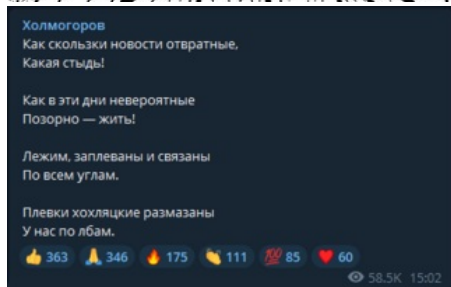 Холмогоров
Как скользки новости отвратные,
Какая стыдь!
Как в эти дни невероятные
Позорно — жить!
Лежим, заплеваны и связаны
По всем углам.
Плевки хохляцкие размазаны
У нас по лбам.
👍 363 🙏 346 🔥 175 👏 111 💯 85 ❤️ 60
58.5K 15:02